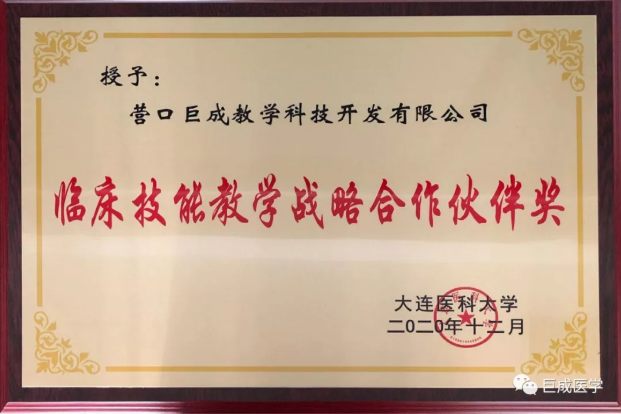 授予：
营口巨成教学科技开发有限公司
临床技能教学战略合作伙伴奖
大连医科大学
二〇二〇年十二月
巨成医学